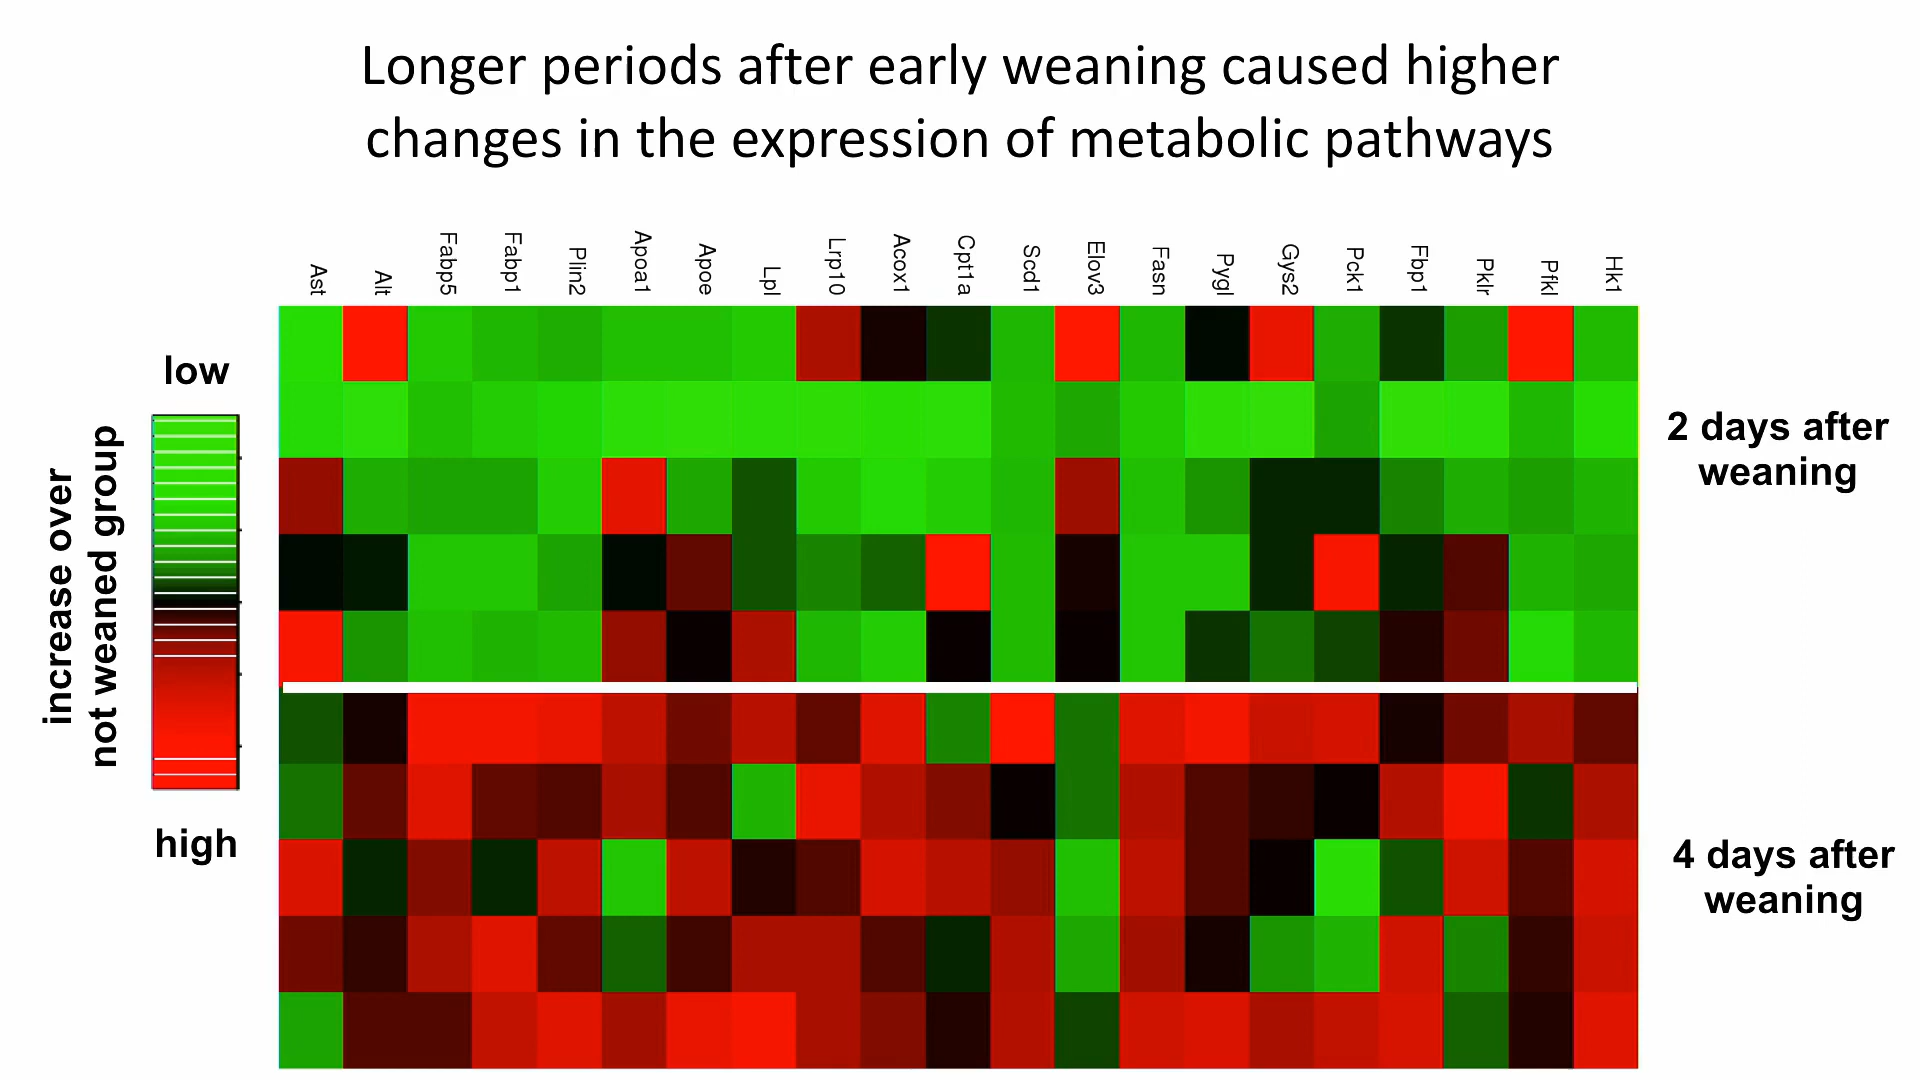 Longer periods after early weaning caused higher
changes in the expression of metabolic pathways
Ast
Alt
Fabp5
Fabp1
Plin2
Apoa1
Apoe
Lpl
Lrp10
Acox1
Cpt1a
Scd1
Elov3
Fasn
Pygl
Gys2
Pck1
Fbp1
Pklr
Pfkl
Hk1
low
increase over
not weaned group
high
2 days after
weaning
4 days after
weaning